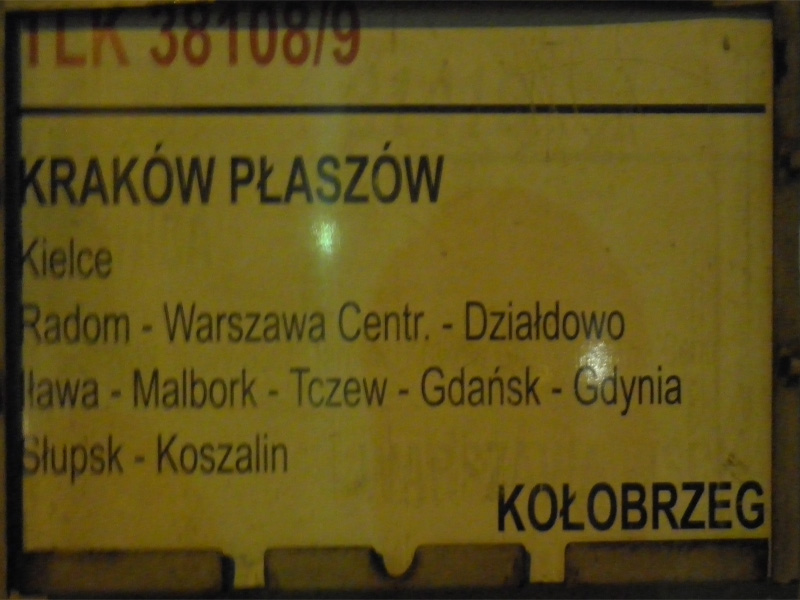 TLK 38108/9
KRAKÓW PŁASZÓW
Kielce
Radom - Warszawa Centr. - Działdowo
Iława - Malbork - Tczew - Gdańsk - Gdynia
Słupsk - Koszalin
KOŁOBRZEG